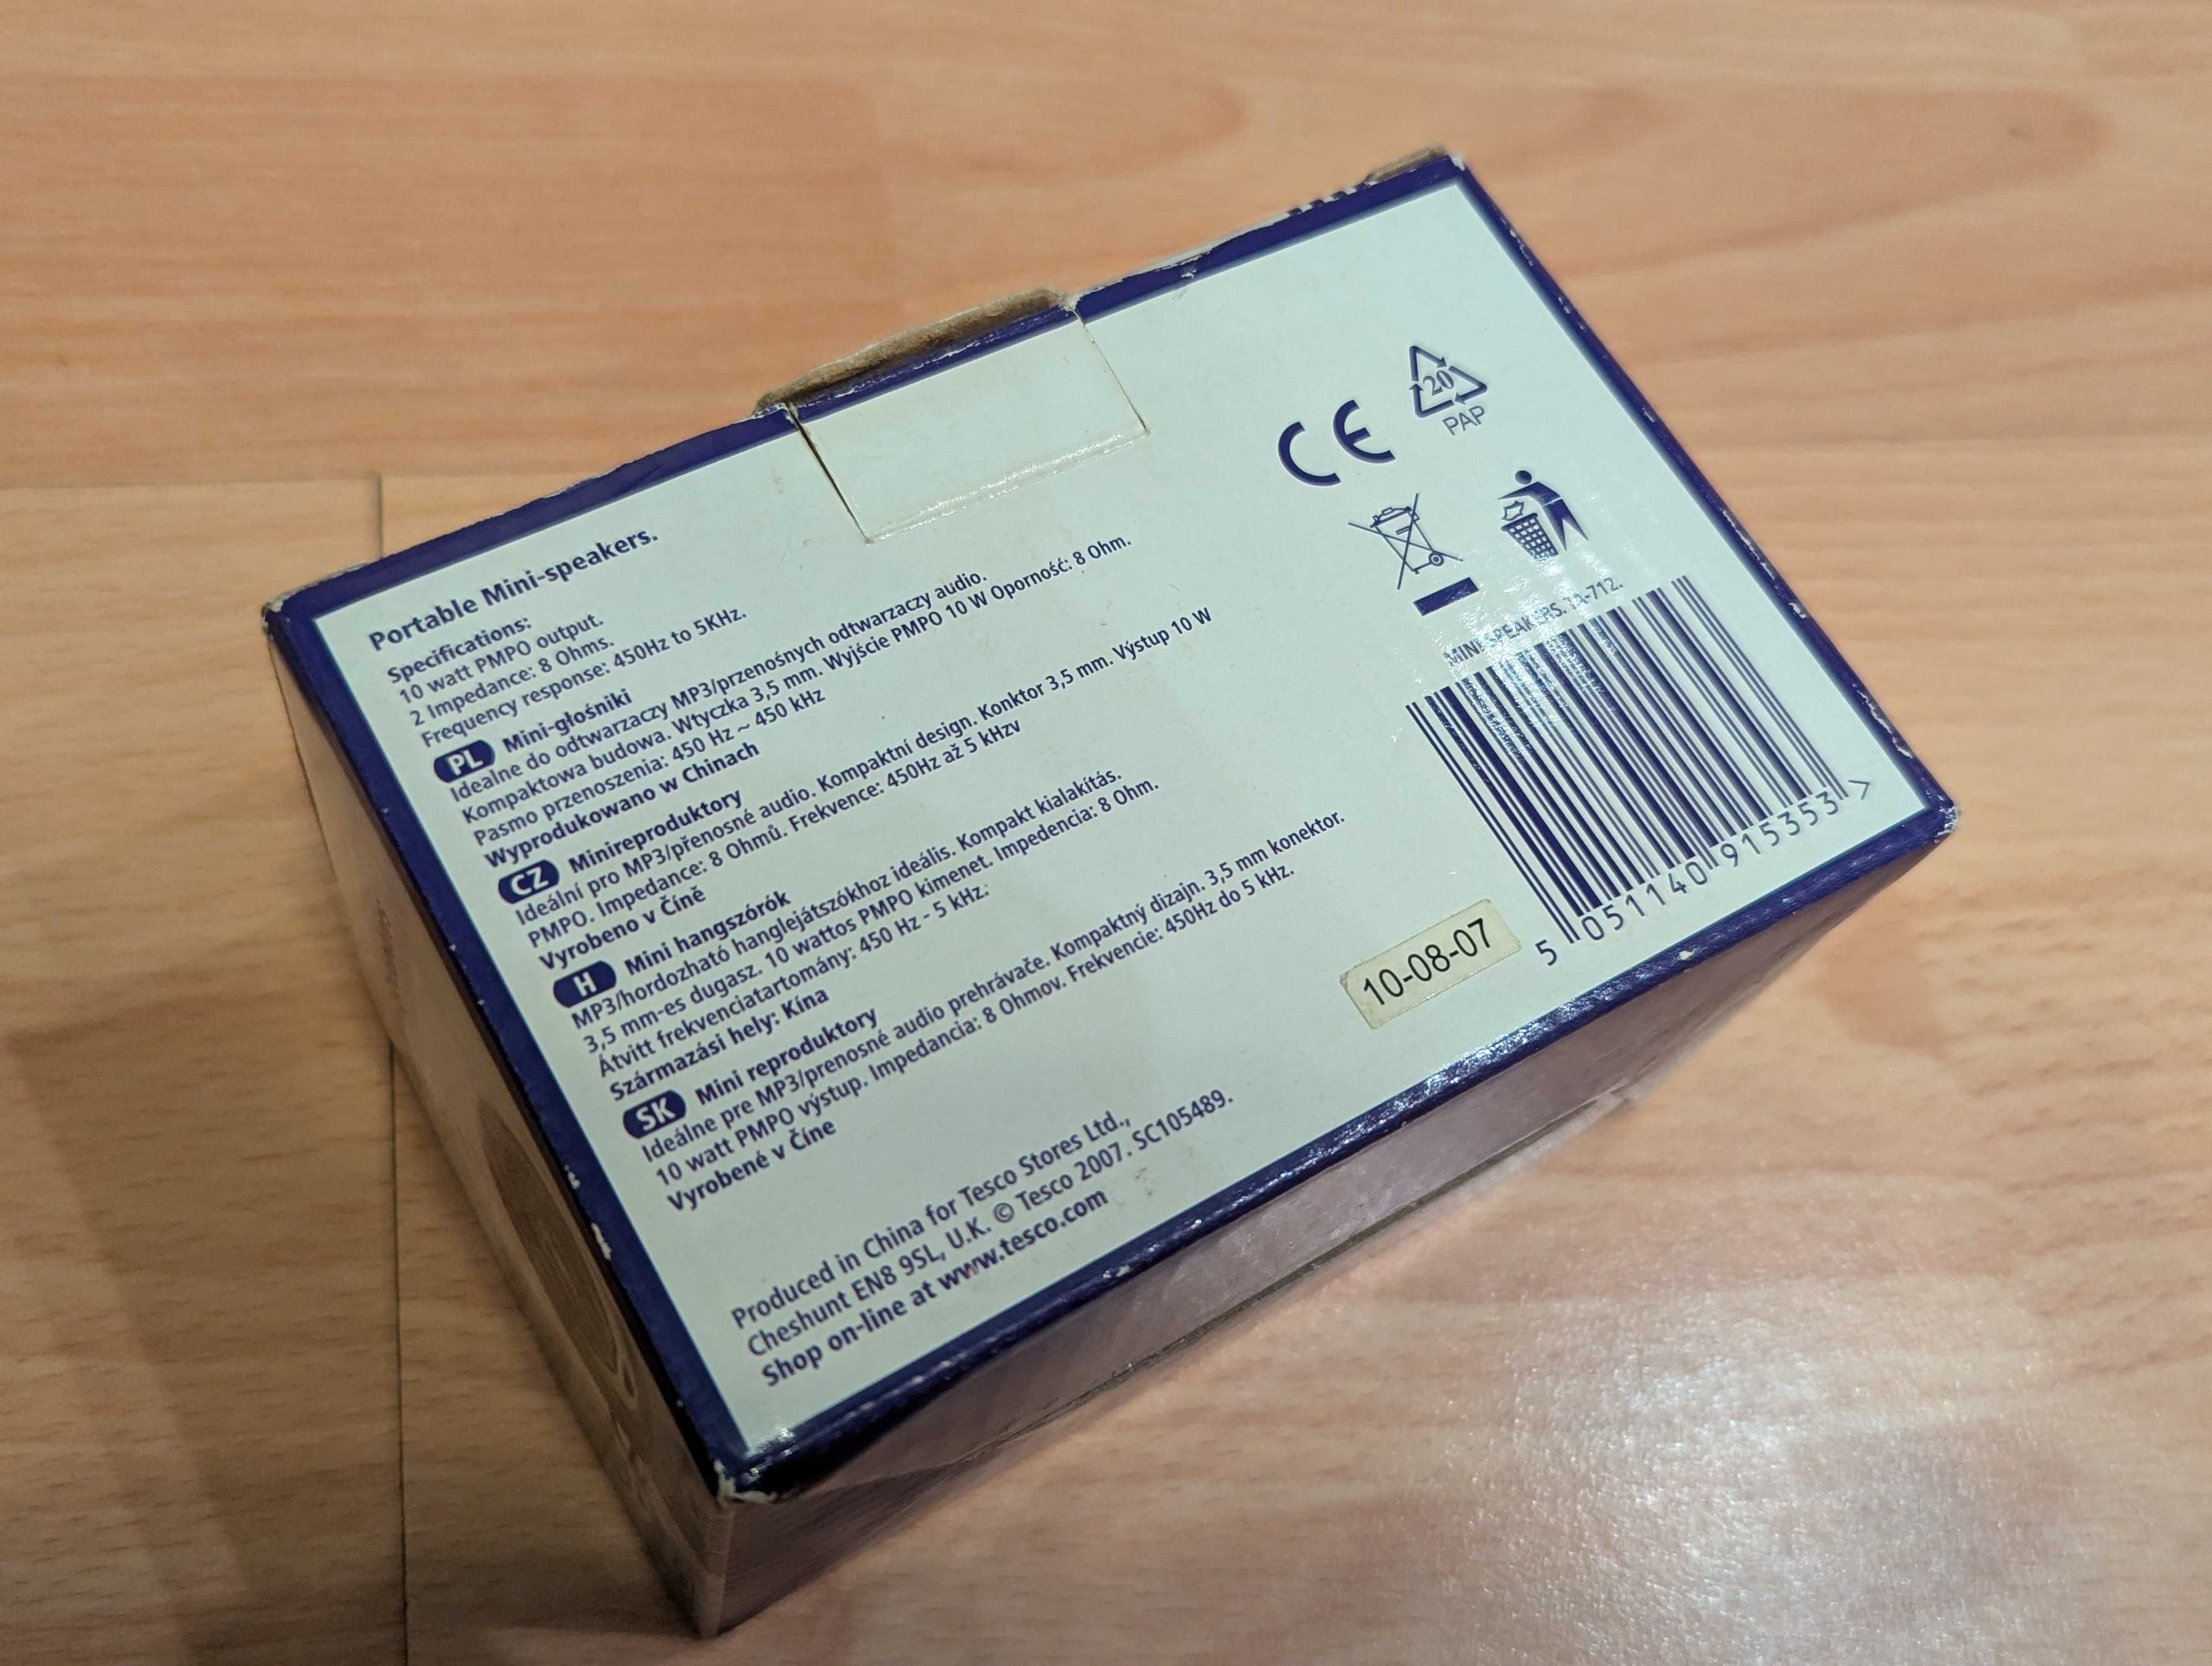 Portable Mini-speakers.
Specifications:
10 watt PMPO output.
2 Impedance: 8 Ohms.
Frequency response: 450Hz to 5KHz.
PL Mini-głośniki
Idealne do odtwarzaczy MP3/przenośnych odtwarzaczy audio.
Kompaktowa budowa. Wtyczka 3,5 mm. Wyjście PMPO 10 W Oporność: 8 Ohm.
Pasmo przenoszenia: 450 Hz ~ 450 kHz
Wyprodukowano w Chinach
CZ Minireproduktory
Ideální pro MP3/přenosné audio. Kompaktní design. Konktor 3,5 mm. Výstup 10 W
PMPO. Impedance: 8 Ohmů. Frekvence: 450Hz až 5 kHzv
Vyrobeno v Číně
H Mini hangszórók
MP3/hordozható hanglejátszókhoz ideális. Kompakt kialakítás.
3,5 mm-es dugasz. 10 wattos PMPO kimenet. Impedencia: 8 Ohm.
Átvitt frekvenciatartomány: 450 Hz - 5 kHz.
Származási hely: Kína
SK Mini reproduktory
Ideálne pre MP3/prenosné audio prehrávače. Kompaktný dizajn. 3,5 mm konektor.
10 watt PMPO výstup. Impedancia: 8 Ohmov. Frekvencie: 450Hz do 5 kHz.
Vyrobené v Číne
Produced in China for Tesco Stores Ltd.,
Cheshunt EN8 9SL, U.K. © Tesco 2007. SC105489.
Shop on-line at www.tesco.com
CE
20
PAP
MINI SPEAKERS. TA-712.
5 051140 915353 >
10-08-07